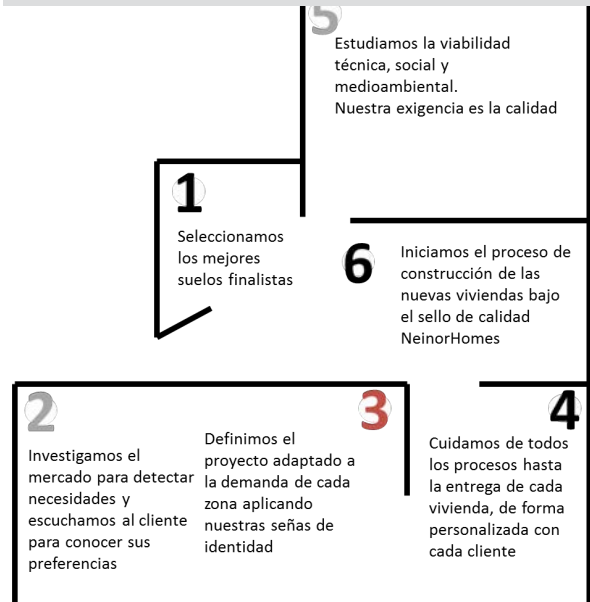 5
Estudiamos la viabilidad
técnica, social y
medioambiental.
Nuestra exigencia es la calidad
1
Seleccionamos
los mejores
suelos finalistas
6
Iniciamos el proceso de
construcción de las
nuevas viviendas bajo
el sello de calidad
NeinorHomes
2
Investigamos el
mercado para detectar
necesidades y
escuchamos al cliente
para conocer sus
preferencias
3
Definimos el
proyecto adaptado a
la demanda de cada
zona aplicando
nuestras señas de
identidad
4
Cuidamos de todos
los procesos hasta
la entrega de cada
vivienda, de forma
personalizada con
cada cliente